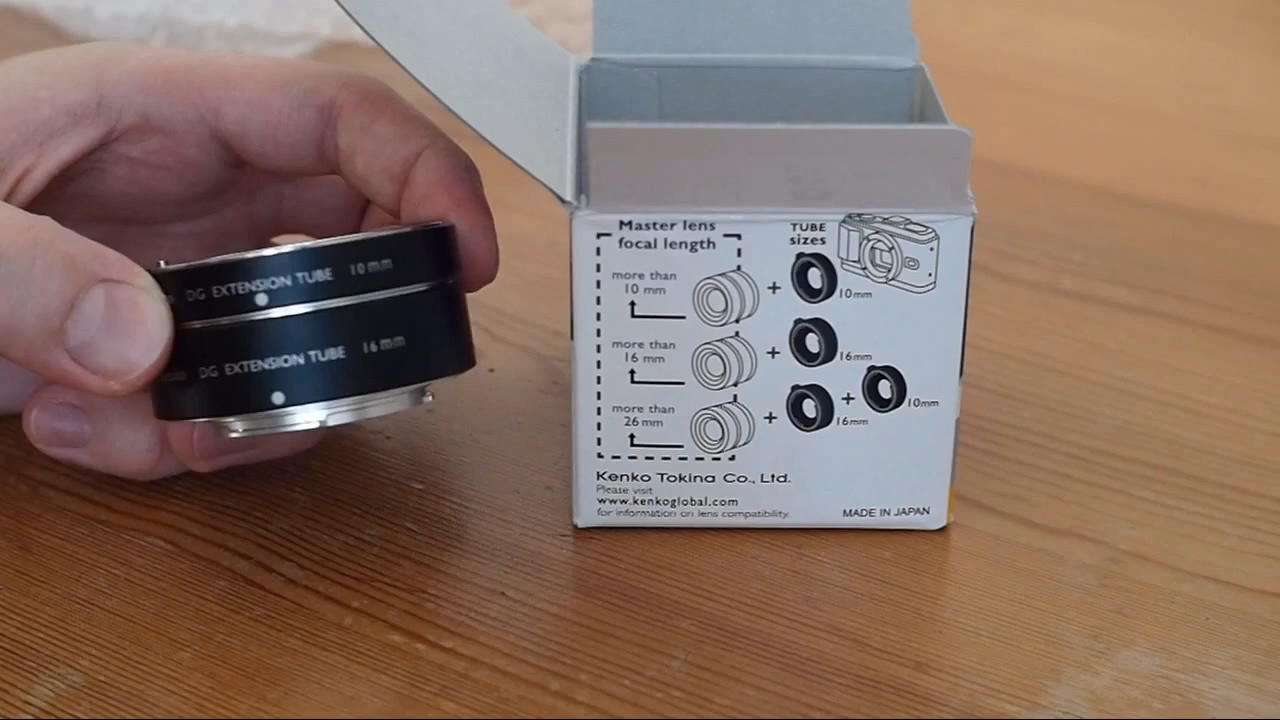 DG EXTENSION TUBE 10mm
DG EXTENSION TUBE 16mm
Master lens
focal length
TUBE
sizes
more than
10 mm
+
10mm
more than
16 mm
+
16mm
more than
26 mm
+
16mm
+
10mm
Kenko Tokina Co., Ltd.
Please visit
www.kenkoglobal.com
for information on lens compatibility.
MADE IN JAPAN